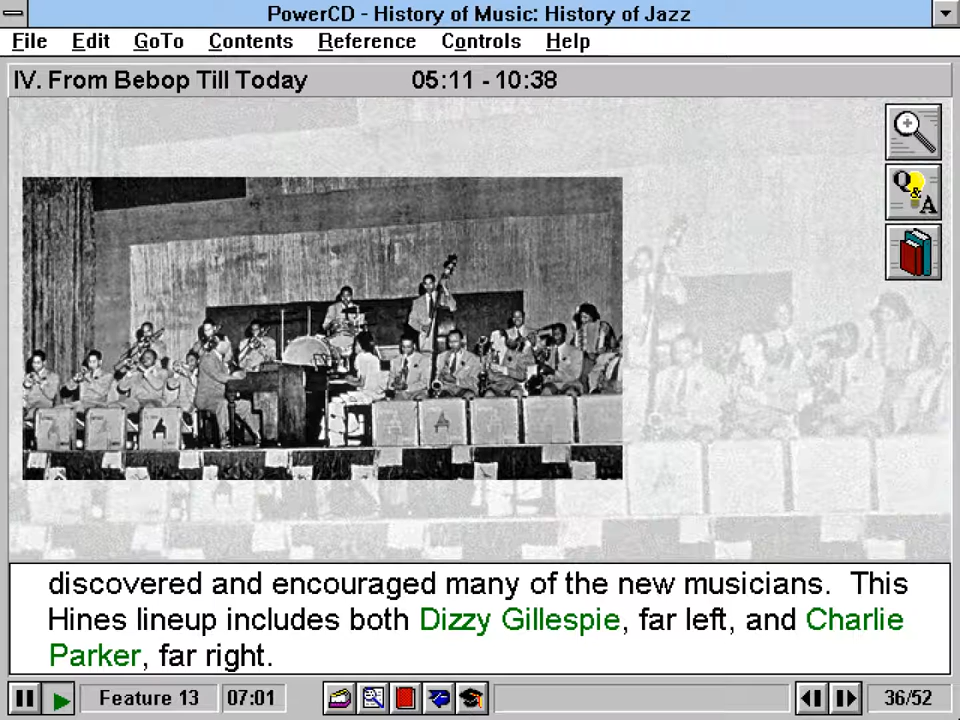 PowerCD - History of Music: History of Jazz
File Edit GoTo Contents Reference Controls Help
IV. From Bebop Till Today 05:11 - 10:38
Q & A
discovered and encouraged many of the new musicians. This
Hines lineup includes both Dizzy Gillespie, far left, and Charlie
Parker, far right.
Feature 13 07:01 36/52